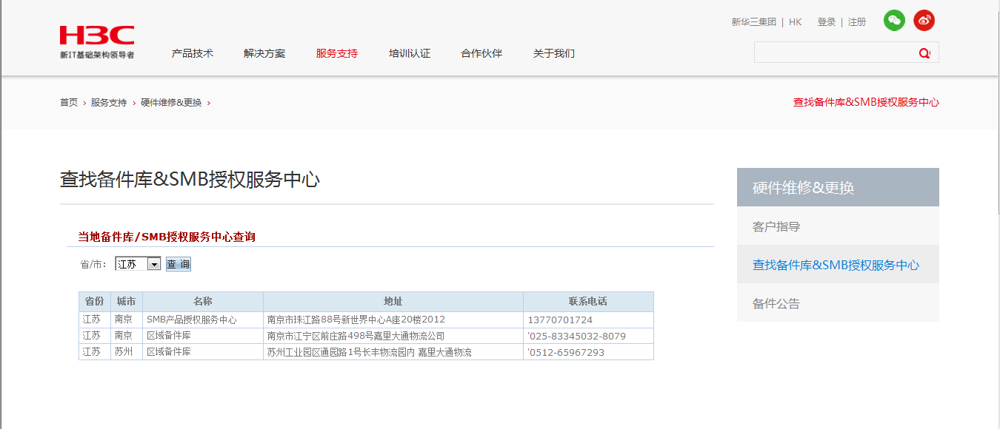 新华三集团 | HK 登录 | 注册
H3C
新IT基础架构领导者
产品技术 解决方案 服务支持 培训认证 合作伙伴 关于我们
首页 › 服务支持 › 硬件维修&更换 ›
查找备件库&SMB授权服务中心
查找备件库&SMB授权服务中心
当地备件库/SMB授权服务中心查询
省/市： 江苏 查 询
省份 城市 名称 地址 联系电话
江苏 南京 SMB产品授权服务中心 南京市珠江路88号新世界中心A座20楼2012 13770701724
江苏 南京 区域备件库 南京市江宁区前庄路498号嘉里大通物流公司 '025-83345032-8079
江苏 苏州 区域备件库 苏州工业园区通园路1号长丰物流园内 嘉里大通物流 '0512-65967293
硬件维修&更换
客户指导
查找备件库&SMB授权服务中心
备件公告